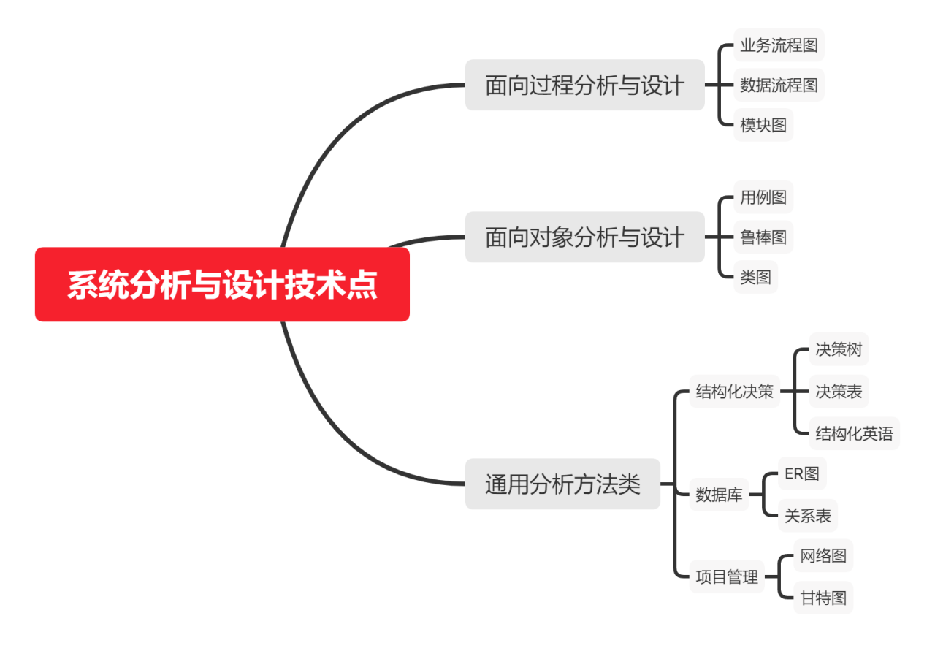 系统分析与设计技术点
面向过程分析与设计
业务流程图
数据流程图
模块图
面向对象分析与设计
用例图
鲁棒图
类图
通用分析方法类
结构化决策
决策树
决策表
结构化英语
数据库
ER图
关系表
项目管理
网络图
甘特图